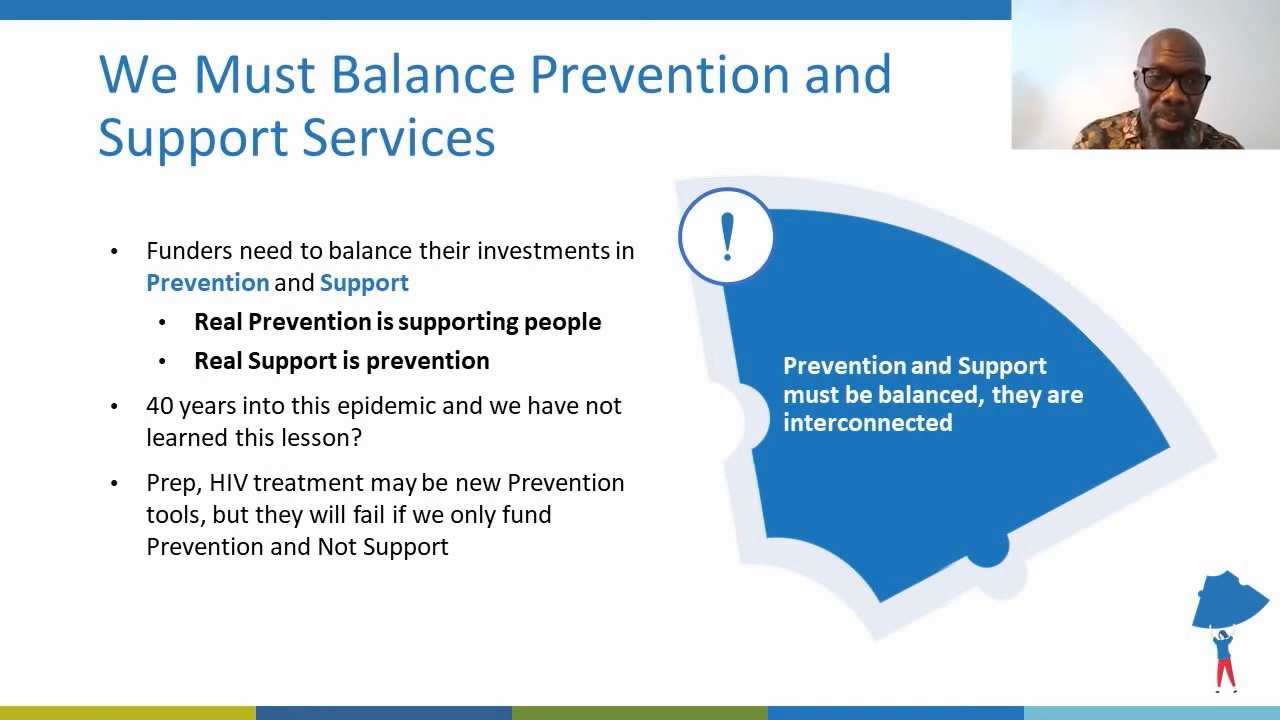 We Must Balance Prevention and
Support Services
• Funders need to balance their investments in
Prevention and Support
• Real Prevention is supporting people
• Real Support is prevention
• 40 years into this epidemic and we have not
learned this lesson?
• Prep, HIV treatment may be new Prevention
tools, but they will fail if we only fund
Prevention and Not Support
!
Prevention and Support
must be balanced, they are
interconnected